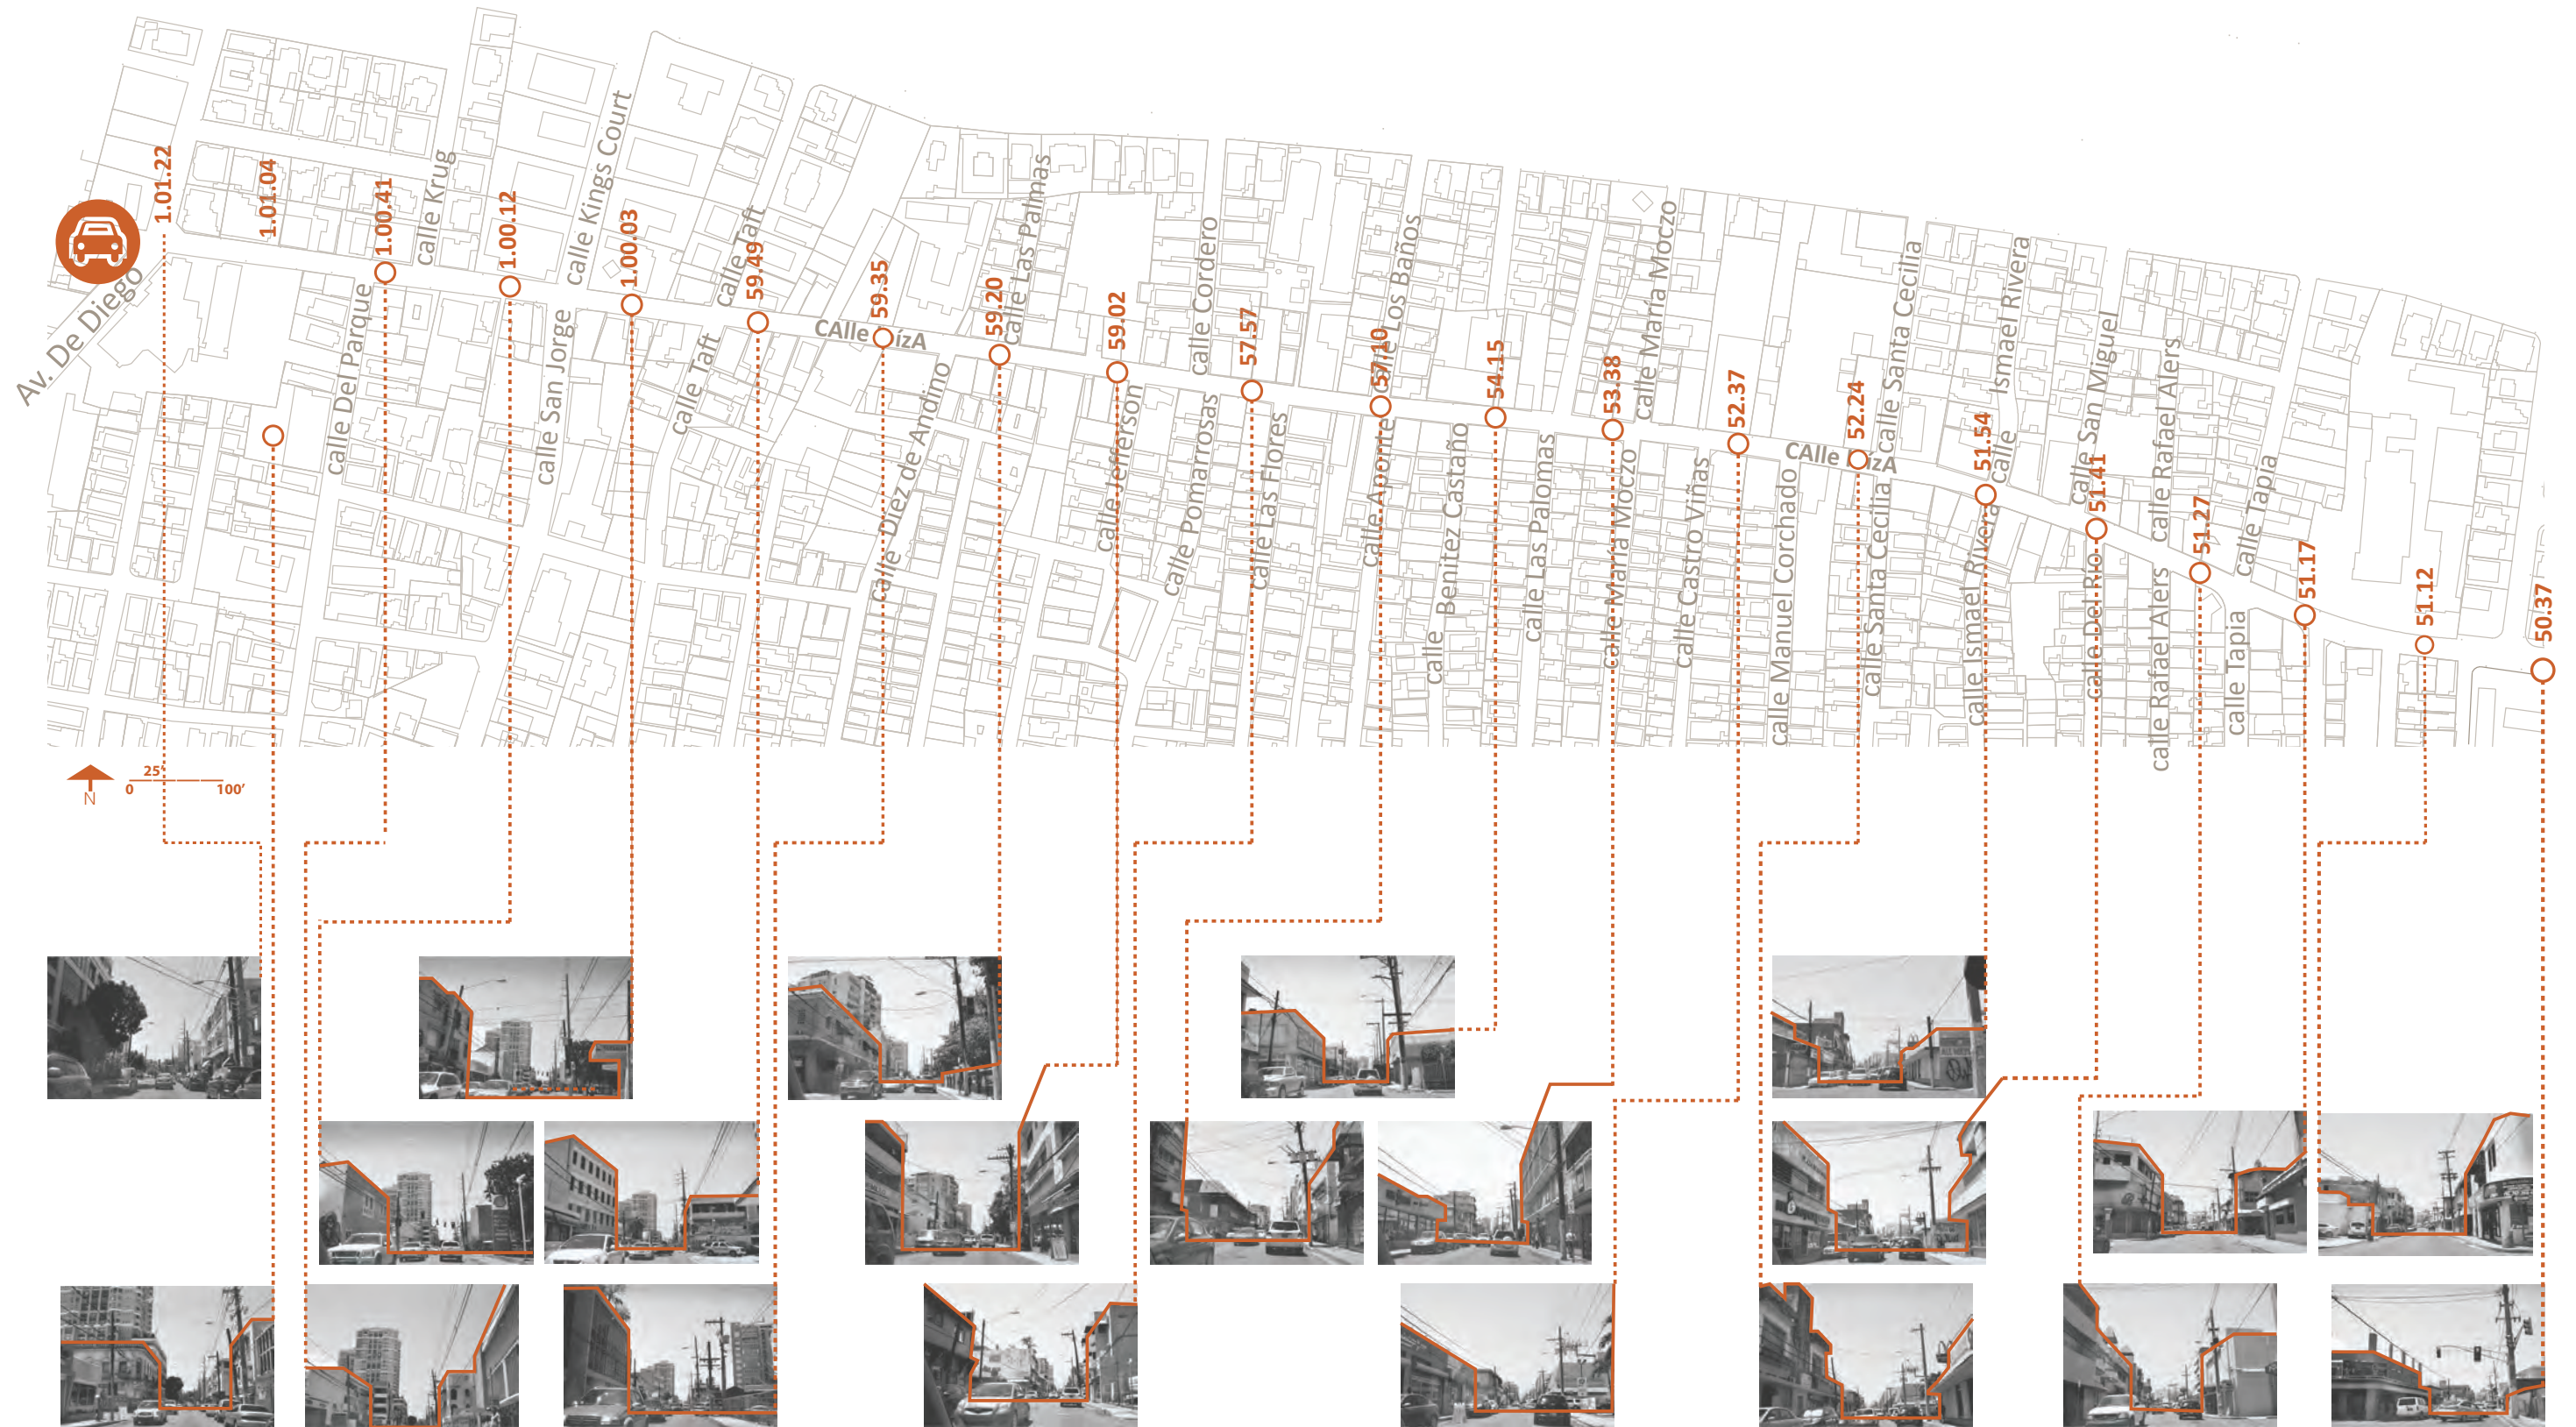 1.01.22
1.01.04
1.00.41
calle Krug
1.00.12
calle Kings Court
1.00.03
calle Taft
59.49
59.35
59.20
calle Las Palmas
59.02
calle Cordero
57.57
57.10
calle Los Baños
54.15
53.38
calle María Moczo
52.37
52.24
calle Santa Cecilia
51.54
calle Ismael Rivera
51.41
calle San Miguel
calle Rafael Alers
51.27
calle Tapia
51.17
51.12
50.37
Av. De Diego
calle Del Parque
calle San Jorge
calle Taft
CAlle
ízA
calle Diez de Andino
calle Jefferson
calle Pomarrosas
calle Las Flores
calle Aponte
calle Benitez Castaño
calle Las Palomas
calle María Moczo
calle Castro Viñas
calle Manuel Corchado
CAlle
ízA
calle Santa Cecilia
calle Ismael Rivera
calle Del Río
calle Rafael Alers
calle Tapia
N
25'
0
100'